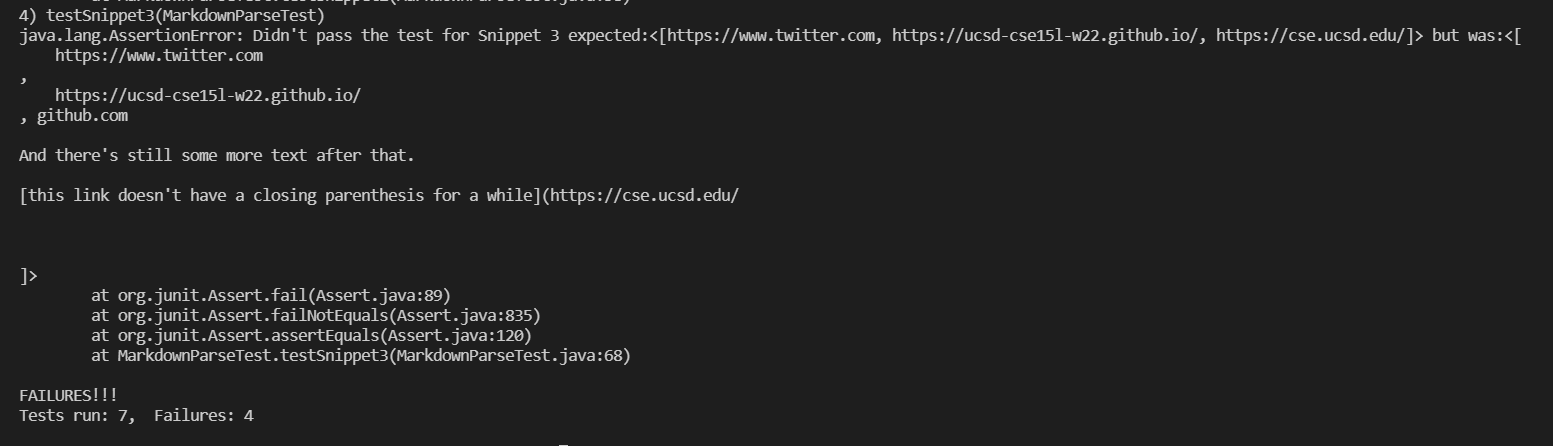 at MarkdownParseTest.testSnippet2(MarkdownParseTest.java:
4) testSnippet3(MarkdownParseTest)
java.lang.AssertionError: Didn't pass the test for Snippet 3 expected:<[https://www.twitter.com, https://ucsd-cse15l-w22.github.io/, https://cse.ucsd.edu/]> but was:<[
    https://www.twitter.com
,
    https://ucsd-cse15l-w22.github.io/
, github.com
And there's still some more text after that.
[this link doesn't have a closing parenthesis for a while](https://cse.ucsd.edu/
]>
        at org.junit.Assert.fail(Assert.java:89)
        at org.junit.Assert.failNotEquals(Assert.java:835)
        at org.junit.Assert.assertEquals(Assert.java:120)
        at MarkdownParseTest.testSnippet3(MarkdownParseTest.java:68)
FAILURES!!!
Tests run: 7,  Failures: 4